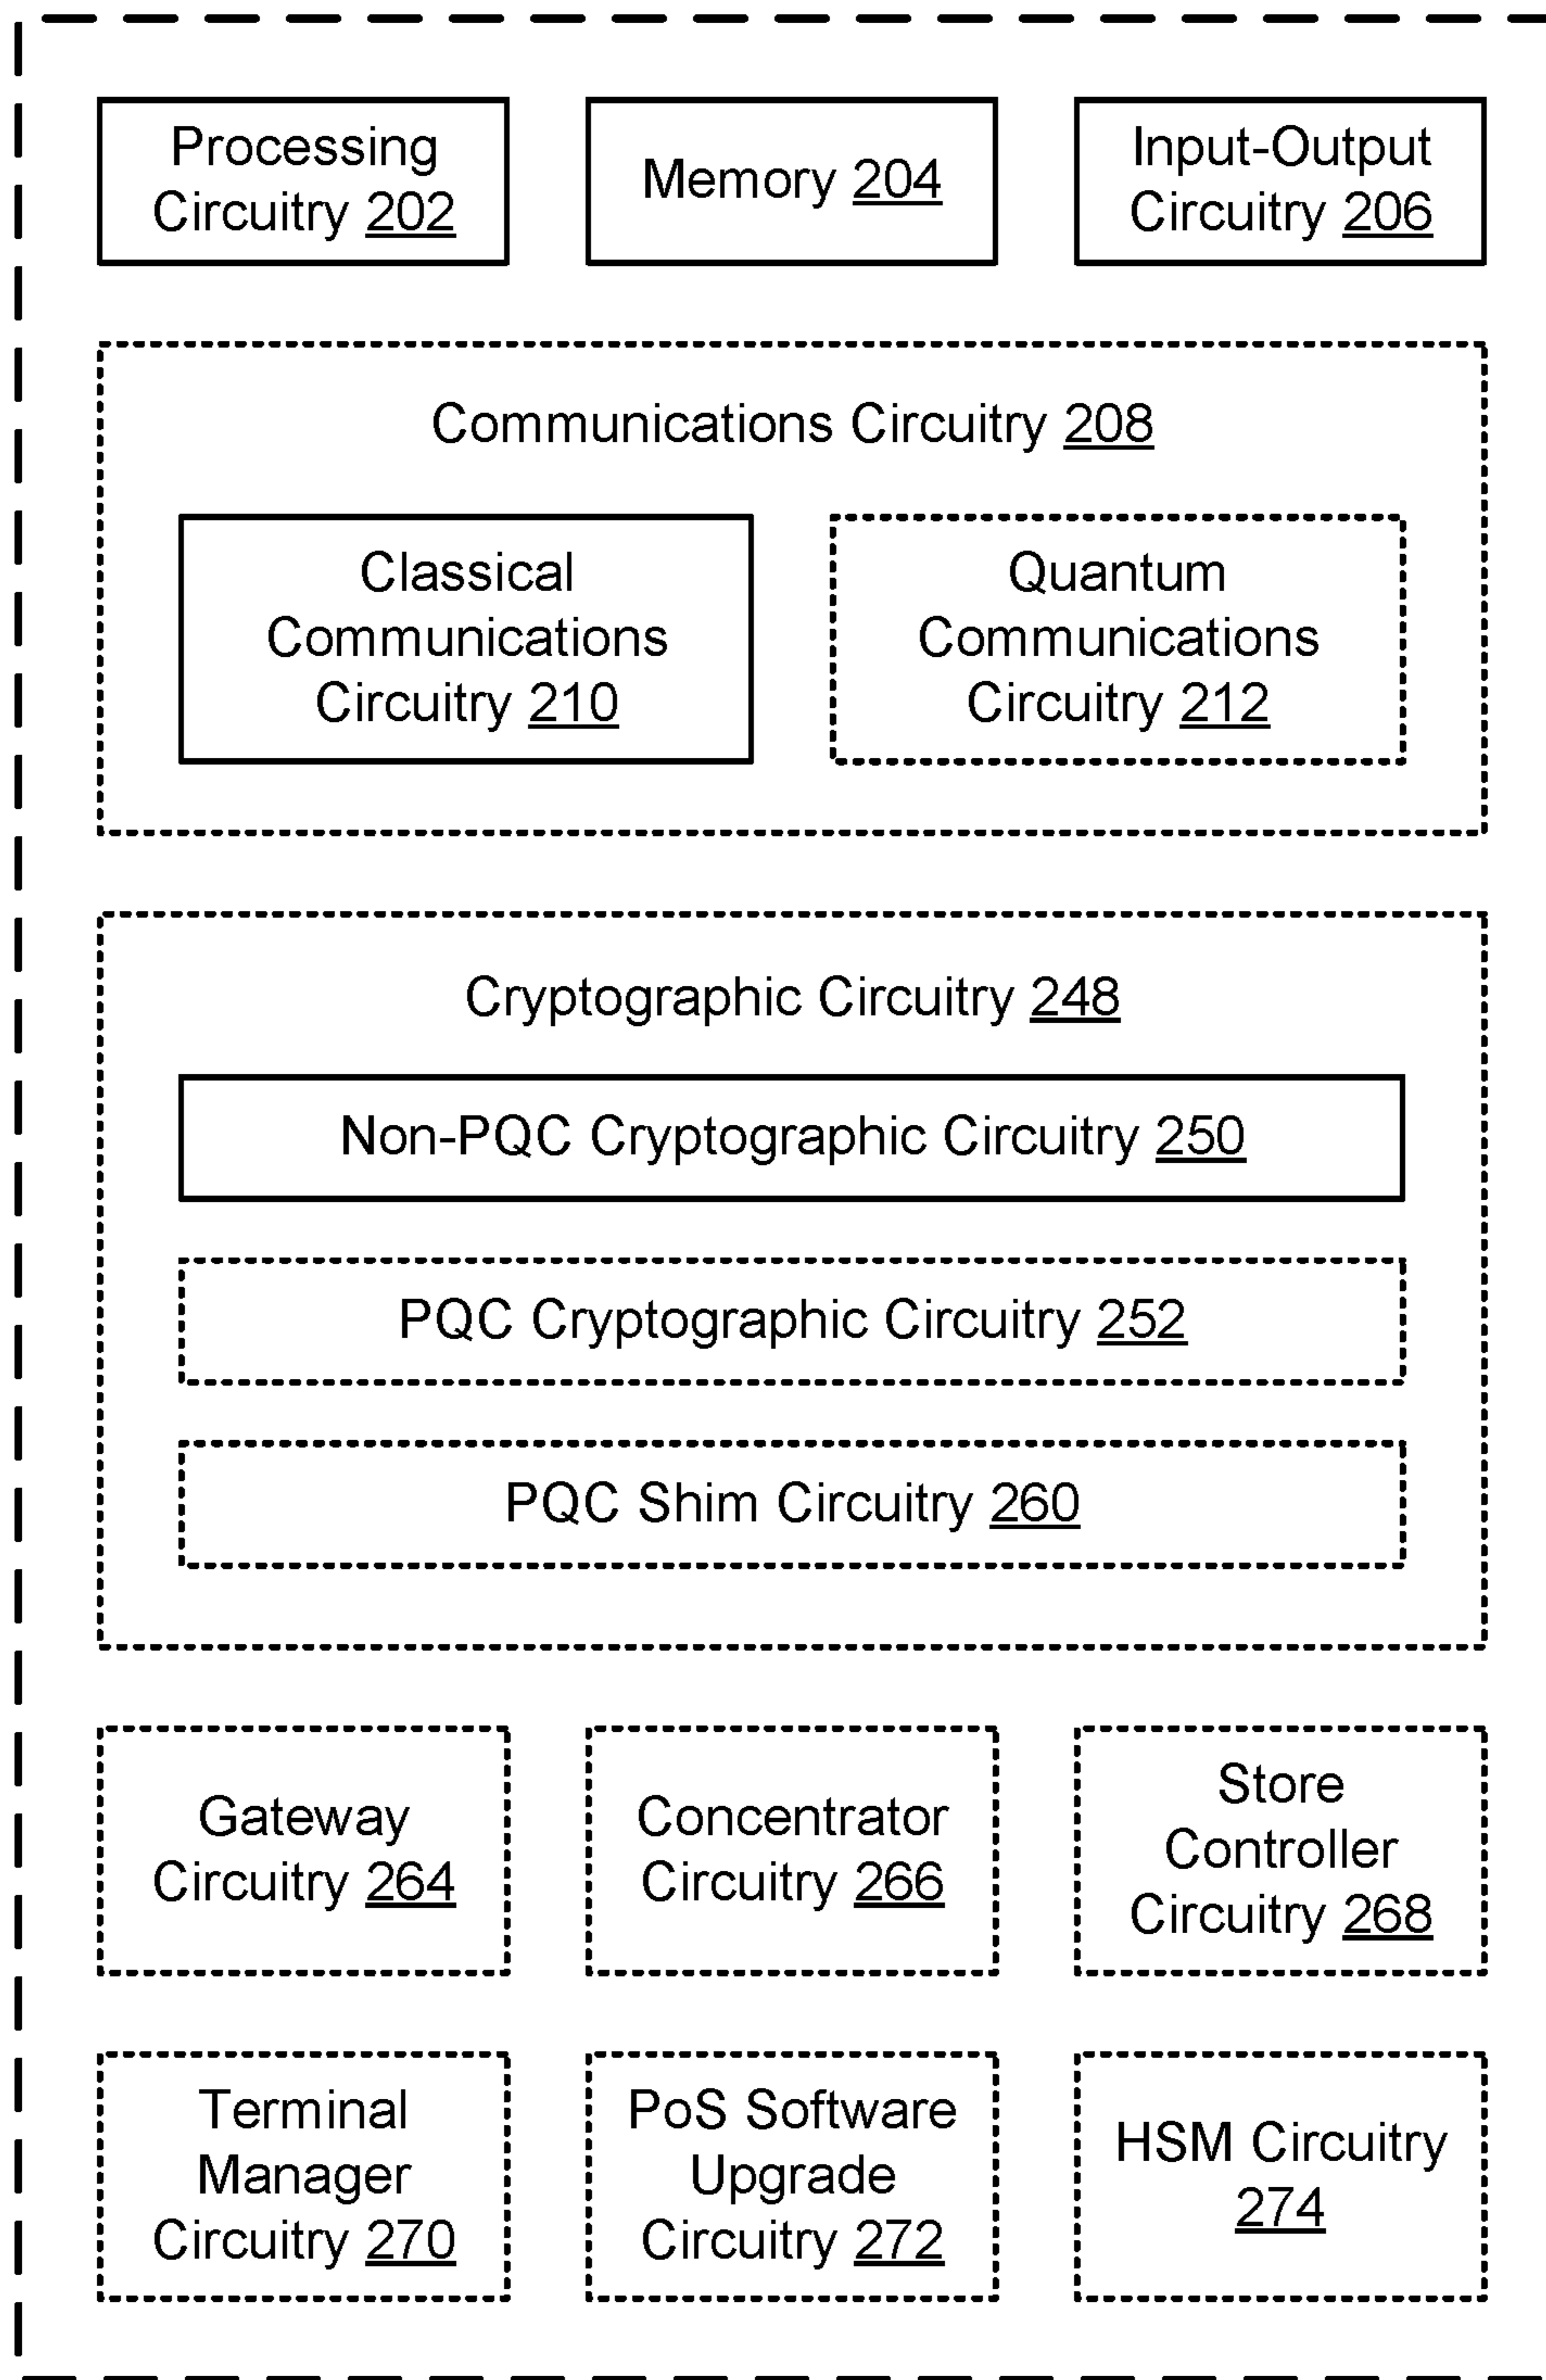 Processing
Circuitry 202
Memory 204
Input-Output
Circuitry 206
Communications Circuitry 208
Classical
Communications
Circuitry 210
Quantum
Communications
Circuitry 212
Cryptographic Circuitry 248
Non-PQC Cryptographic Circuitry 250
PQC Cryptographic Circuitry 252
PQC Shim Circuitry 260
Gateway
Circuitry 264
Concentrator
Circuitry 266
Store
Controller
Circuitry 268
Terminal
Manager
Circuitry 270
PoS Software
Upgrade
Circuitry 272
HSM Circuitry
274